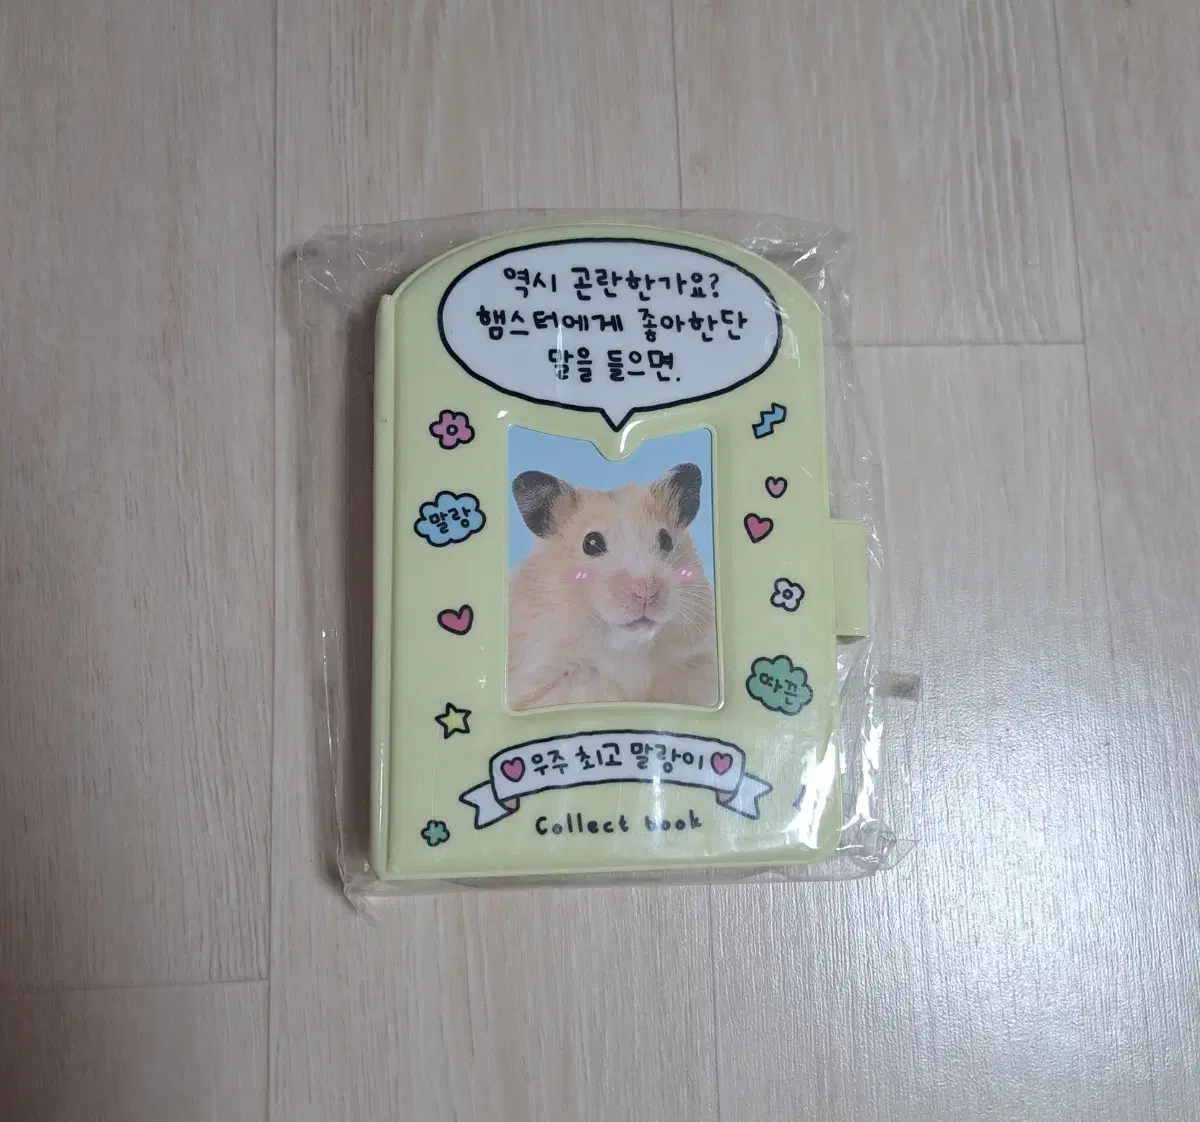 역시 곤란한가요?
햄스터에게 좋아한단
말을 들으면.
말랑
따끈
우주 최고 말랑이
Collect book